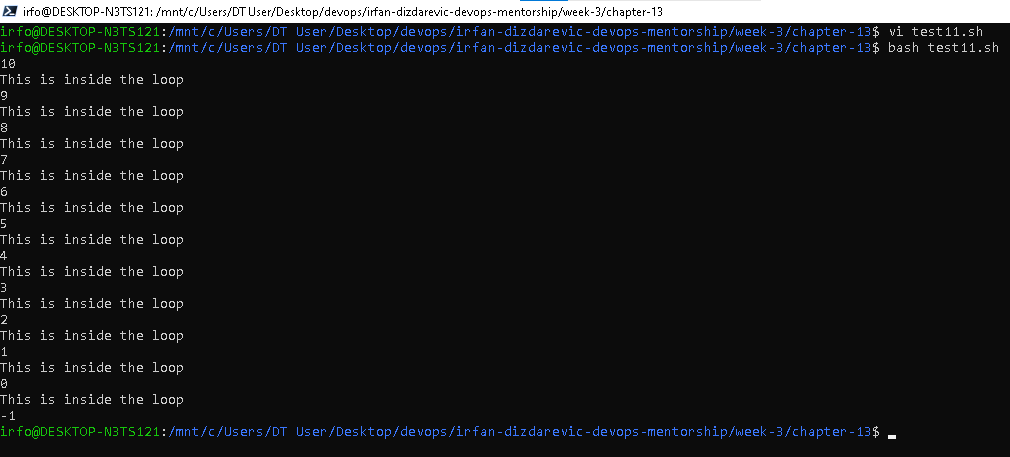 irfo@DESKTOP-N3TS121: /mnt/c/Users/DT User/Desktop/devops/irfan-dizdarevic-devops-mentorship/week-3/chapter-13
irfo@DESKTOP-N3TS121:/mnt/c/Users/DT User/Desktop/devops/irfan-dizdarevic-devops-mentorship/week-3/chapter-13$ vi test11.sh
irfo@DESKTOP-N3TS121:/mnt/c/Users/DT User/Desktop/devops/irfan-dizdarevic-devops-mentorship/week-3/chapter-13$ bash test11.sh
10
This is inside the loop
9
This is inside the loop
8
This is inside the loop
7
This is inside the loop
6
This is inside the loop
5
This is inside the loop
4
This is inside the loop
3
This is inside the loop
2
This is inside the loop
1
This is inside the loop
0
This is inside the loop
-1
irfo@DESKTOP-N3TS121:/mnt/c/Users/DT User/Desktop/devops/irfan-dizdarevic-devops-mentorship/week-3/chapter-13$